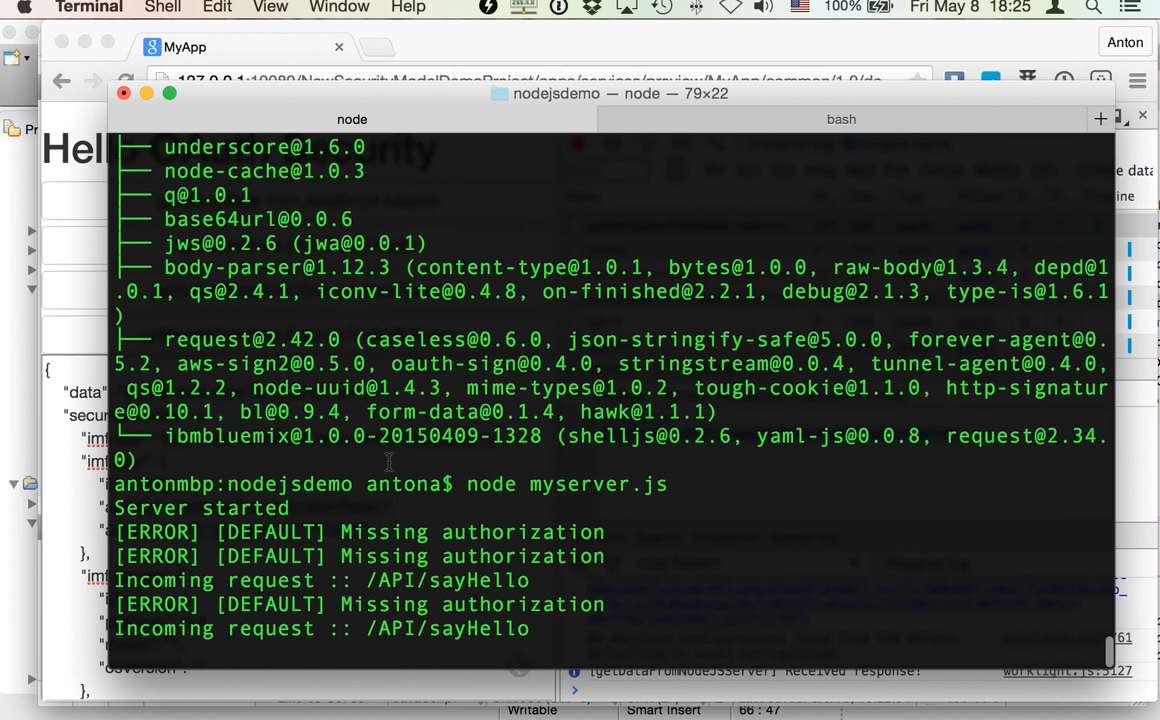 Terminal Shell Edit View Window Help 100% Fri May 8 18:25
MyApp
Anton
nodejsdemo — node — 79×22
node bash
├── underscore@1.6.0
├── node-cache@1.0.3
├── q@1.0.1
├── base64url@0.0.6
├── jws@0.2.6 (jwa@0.0.1)
├── body-parser@1.12.3 (content-type@1.0.1, bytes@1.0.0, raw-body@1.3.4, depd@1
.0.1, qs@2.4.1, iconv-lite@0.4.8, on-finished@2.2.1, debug@2.1.3, type-is@1.6.1
)
├── request@2.42.0 (caseless@0.6.0, json-stringify-safe@5.0.0, forever-agent@0.
5.2, aws-sign2@0.5.0, oauth-sign@0.4.0, stringstream@0.0.4, tunnel-agent@0.4.0,
qs@1.2.2, node-uuid@1.4.3, mime-types@1.0.2, tough-cookie@1.1.0, http-signatur
e@0.10.1, bl@0.9.4, form-data@0.1.4, hawk@1.1.1)
└── ibmbluemix@1.0.0-20150409-1328 (shelljs@0.2.6, yaml-js@0.0.8, request@2.34.
0)
antonmbp:nodejsdemo antona$ node myserver.js
Server started
[ERROR] [DEFAULT] Missing authorization
[ERROR] [DEFAULT] Missing authorization
Incoming request :: /API/sayHello
[ERROR] [DEFAULT] Missing authorization
Incoming request :: /API/sayHello
{
"data"
},
},
[getDataFromNodeJSServer] Received response:
Writable Smart Insert 66 : 47